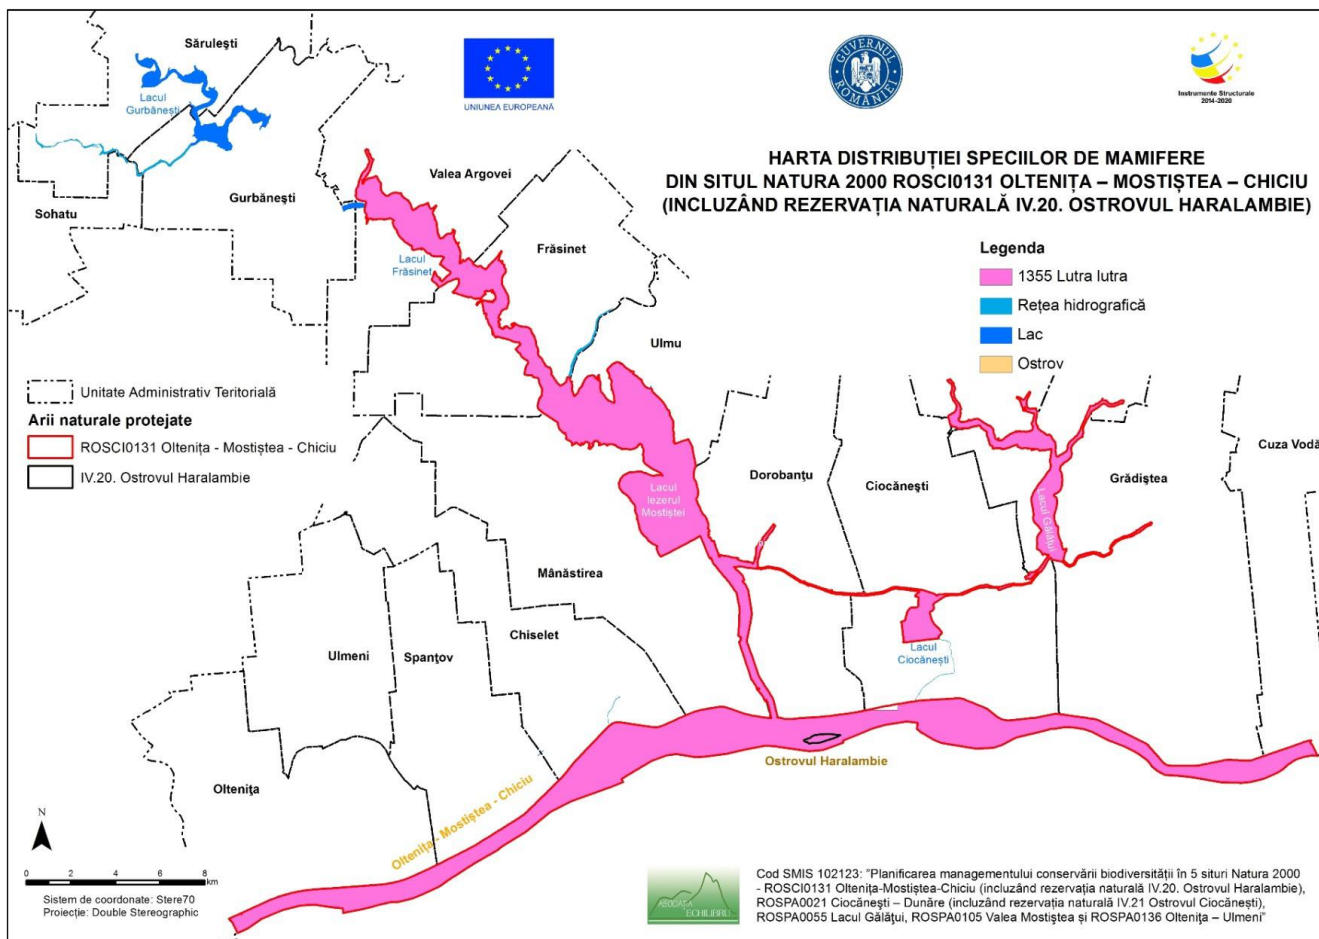 Sărulești
Lacul
Gurbănești
UNIUNEA EUROPEANĂ
GUVERNUL ROMÂNIEI
Instrumente Structurale
2014-2020
HARTA DISTRIBUȚIEI SPECIILOR DE MAMIFERE
DIN SITUL NATURA 2000 ROSCI0131 OLTENIȚA – MOSTIȘTEA – CHICIU
(INCLUZÂND REZERVAȚIA NATURALĂ IV.20. OSTROVUL HARALAMBIE)
Valea Argovei
Sohatu
Gurbănești
Frăsinet
Lacul
Frăsinet
Legenda
1355 Lutra lutra
Rețea hidrografică
Lac
Ostrov
Ulmu
Unitate Administrativ Teritorială
Arii naturale protejate
ROSCI0131 Oltenița - Mostiștea - Chiciu
IV.20. Ostrovul Haralambie
Cuza Vodă
Dorobanțu
Ciocănești
Grădiștea
Lacul
Iezerul
Mostiștei
Lacul Gălățui
Mânăstirea
Chiselet
Ulmeni
Spanțov
Lacul
Ciocănești
Ostrovul Haralambie
Oltenița
Oltenița - Mostiștea - Chiciu
N
0 2 4 6 8
km
Sistem de coordonate: Stere70
Proiecție: Double Stereographic
ASOCIAȚIA
ECHILIBRU
Cod SMIS 102123: "Planificarea managementului conservării biodiversității în 5 situri Natura 2000
- ROSCI0131 Oltenița-Mostiștea-Chiciu (incluzând rezervația naturală IV.20. Ostrovul Haralambie),
ROSPA0021 Ciocănești – Dunăre (incluzând rezervația naturală IV.21 Ostrovul Ciocănești),
ROSPA0055 Lacul Gălățui, ROSPA0105 Valea Mostiștea și ROSPA0136 Oltenița – Ulmeni"